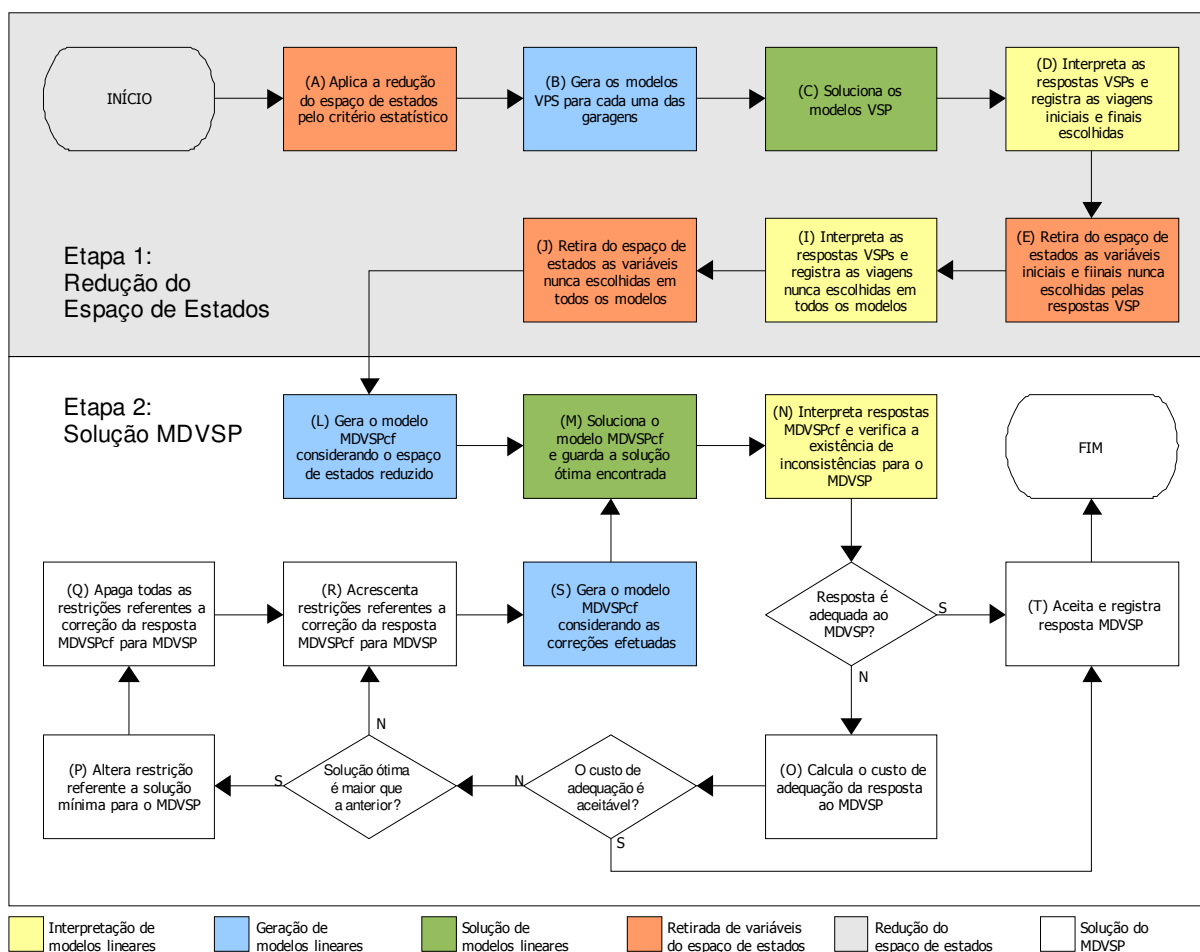 INÍCIO
(A) Aplica a redução
do espaço de estados
pelo critério estatístico
(B) Gera os modelos
VPS para cada uma das
garagens
(C) Soluciona os
modelos VSP
(D) Interpreta as
respostas VSPs e
registra as viagens
iniciais e finais
escolhidas
Etapa 1:
Redução do
Espaço de Estados
(J) Retira do espaço de
estados as variáveis
nunca escolhidas em
todos os modelos
(I) Interpreta as
respostas VSPs e
registra as viagens
nunca escolhidas em
todos os modelos
(E) Retira do espaço de
estados as variáveis
iniciais e fiinais nunca
escolhidas pelas
respostas VSP
Etapa 2:
Solução MDVSP
(L) Gera o modelo
MDVSPcf
considerando o espaço
de estados reduzido
(M) Soluciona o
modelo MDVSPcf
e guarda a solução
ótima encontrada
(N) Interpreta respostas
MDVSPcf e verifica a
existência de
inconsistências para o
MDVSP
FIM
(Q) Apaga todas as
restrições referentes a
correção da resposta
MDVSPcf para MDVSP
(R) Acrescenta
restrições referentes a
correção da resposta
MDVSPcf para MDVSP
(S) Gera o modelo
MDVSPcf
considerando as
correções efetuadas
Resposta é
adequada ao
MDVSP?
S
N
(T) Aceita e registra
resposta MDVSP
(P) Altera restrição
referente a solução
mínima para o MDVSP
S
Solução ótima
é maior que
a anterior?
N
N
O custo de
adequação é
aceitável?
S
(O) Calcula o custo de
adequação da resposta
ao MDVSP
Interpretação de
modelos lineares
Geração de
modelos lineares
Solução de
modelos lineares
Retirada de variáveis
do espaço de estados
Redução do
espaço de estados
Solução do
MDVSP